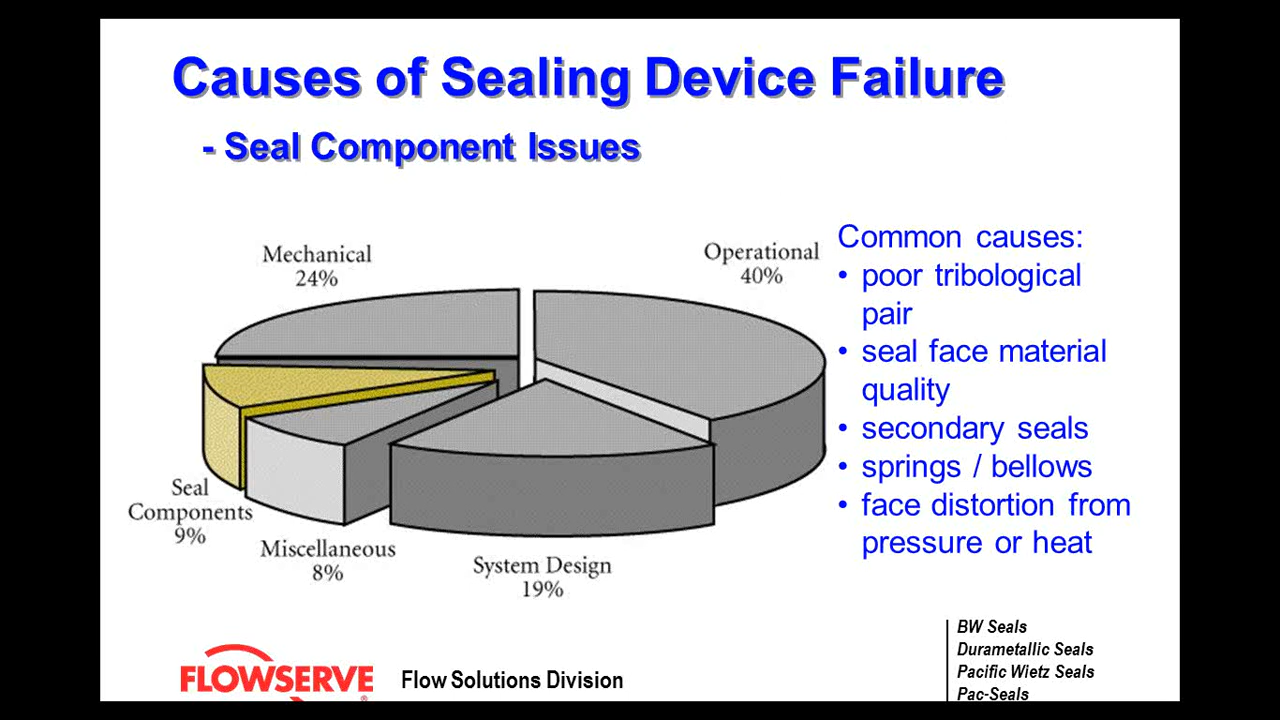 Causes of Sealing Device Failure
- Seal Component Issues
Mechanical
24%
Operational
40%
Seal
Components
9%
Miscellaneous
8%
System Design
19%
Common causes:
• poor tribological
pair
• seal face material
quality
• secondary seals
• springs / bellows
• face distortion from
pressure or heat
FLOWSERVE
®
Flow Solutions Division
BW Seals
Durametallic Seals
Pacific Wietz Seals
Pac-Seals